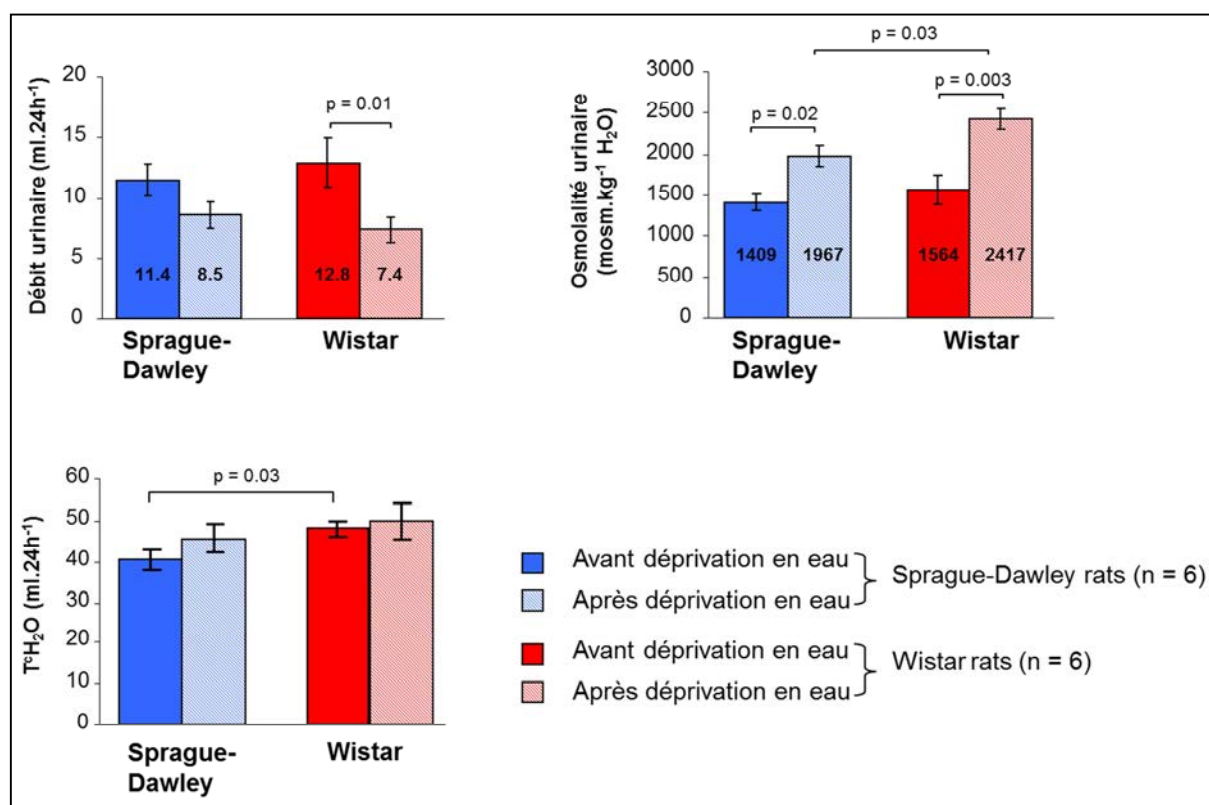 Débit urinaire (ml.24h⁻¹)
20
15
10
5
0
p = 0.01
11.4
8.5
12.8
7.4
Sprague-
Dawley
Wistar
Osmolalité urinaire
(mosm.kg⁻¹ H₂O)
3000
2500
2000
1500
1000
500
0
p = 0.03
p = 0.02
p = 0.003
1409
1967
1564
2417
Sprague-
Dawley
Wistar
TᶜH₂O (ml.24h⁻¹)
60
50
40
30
20
10
0
p = 0.03
Sprague-
Dawley
Wistar
Avant déprivation en eau
Après déprivation en eau
Sprague-Dawley rats (n = 6)
Avant déprivation en eau
Après déprivation en eau
Wistar rats (n = 6)